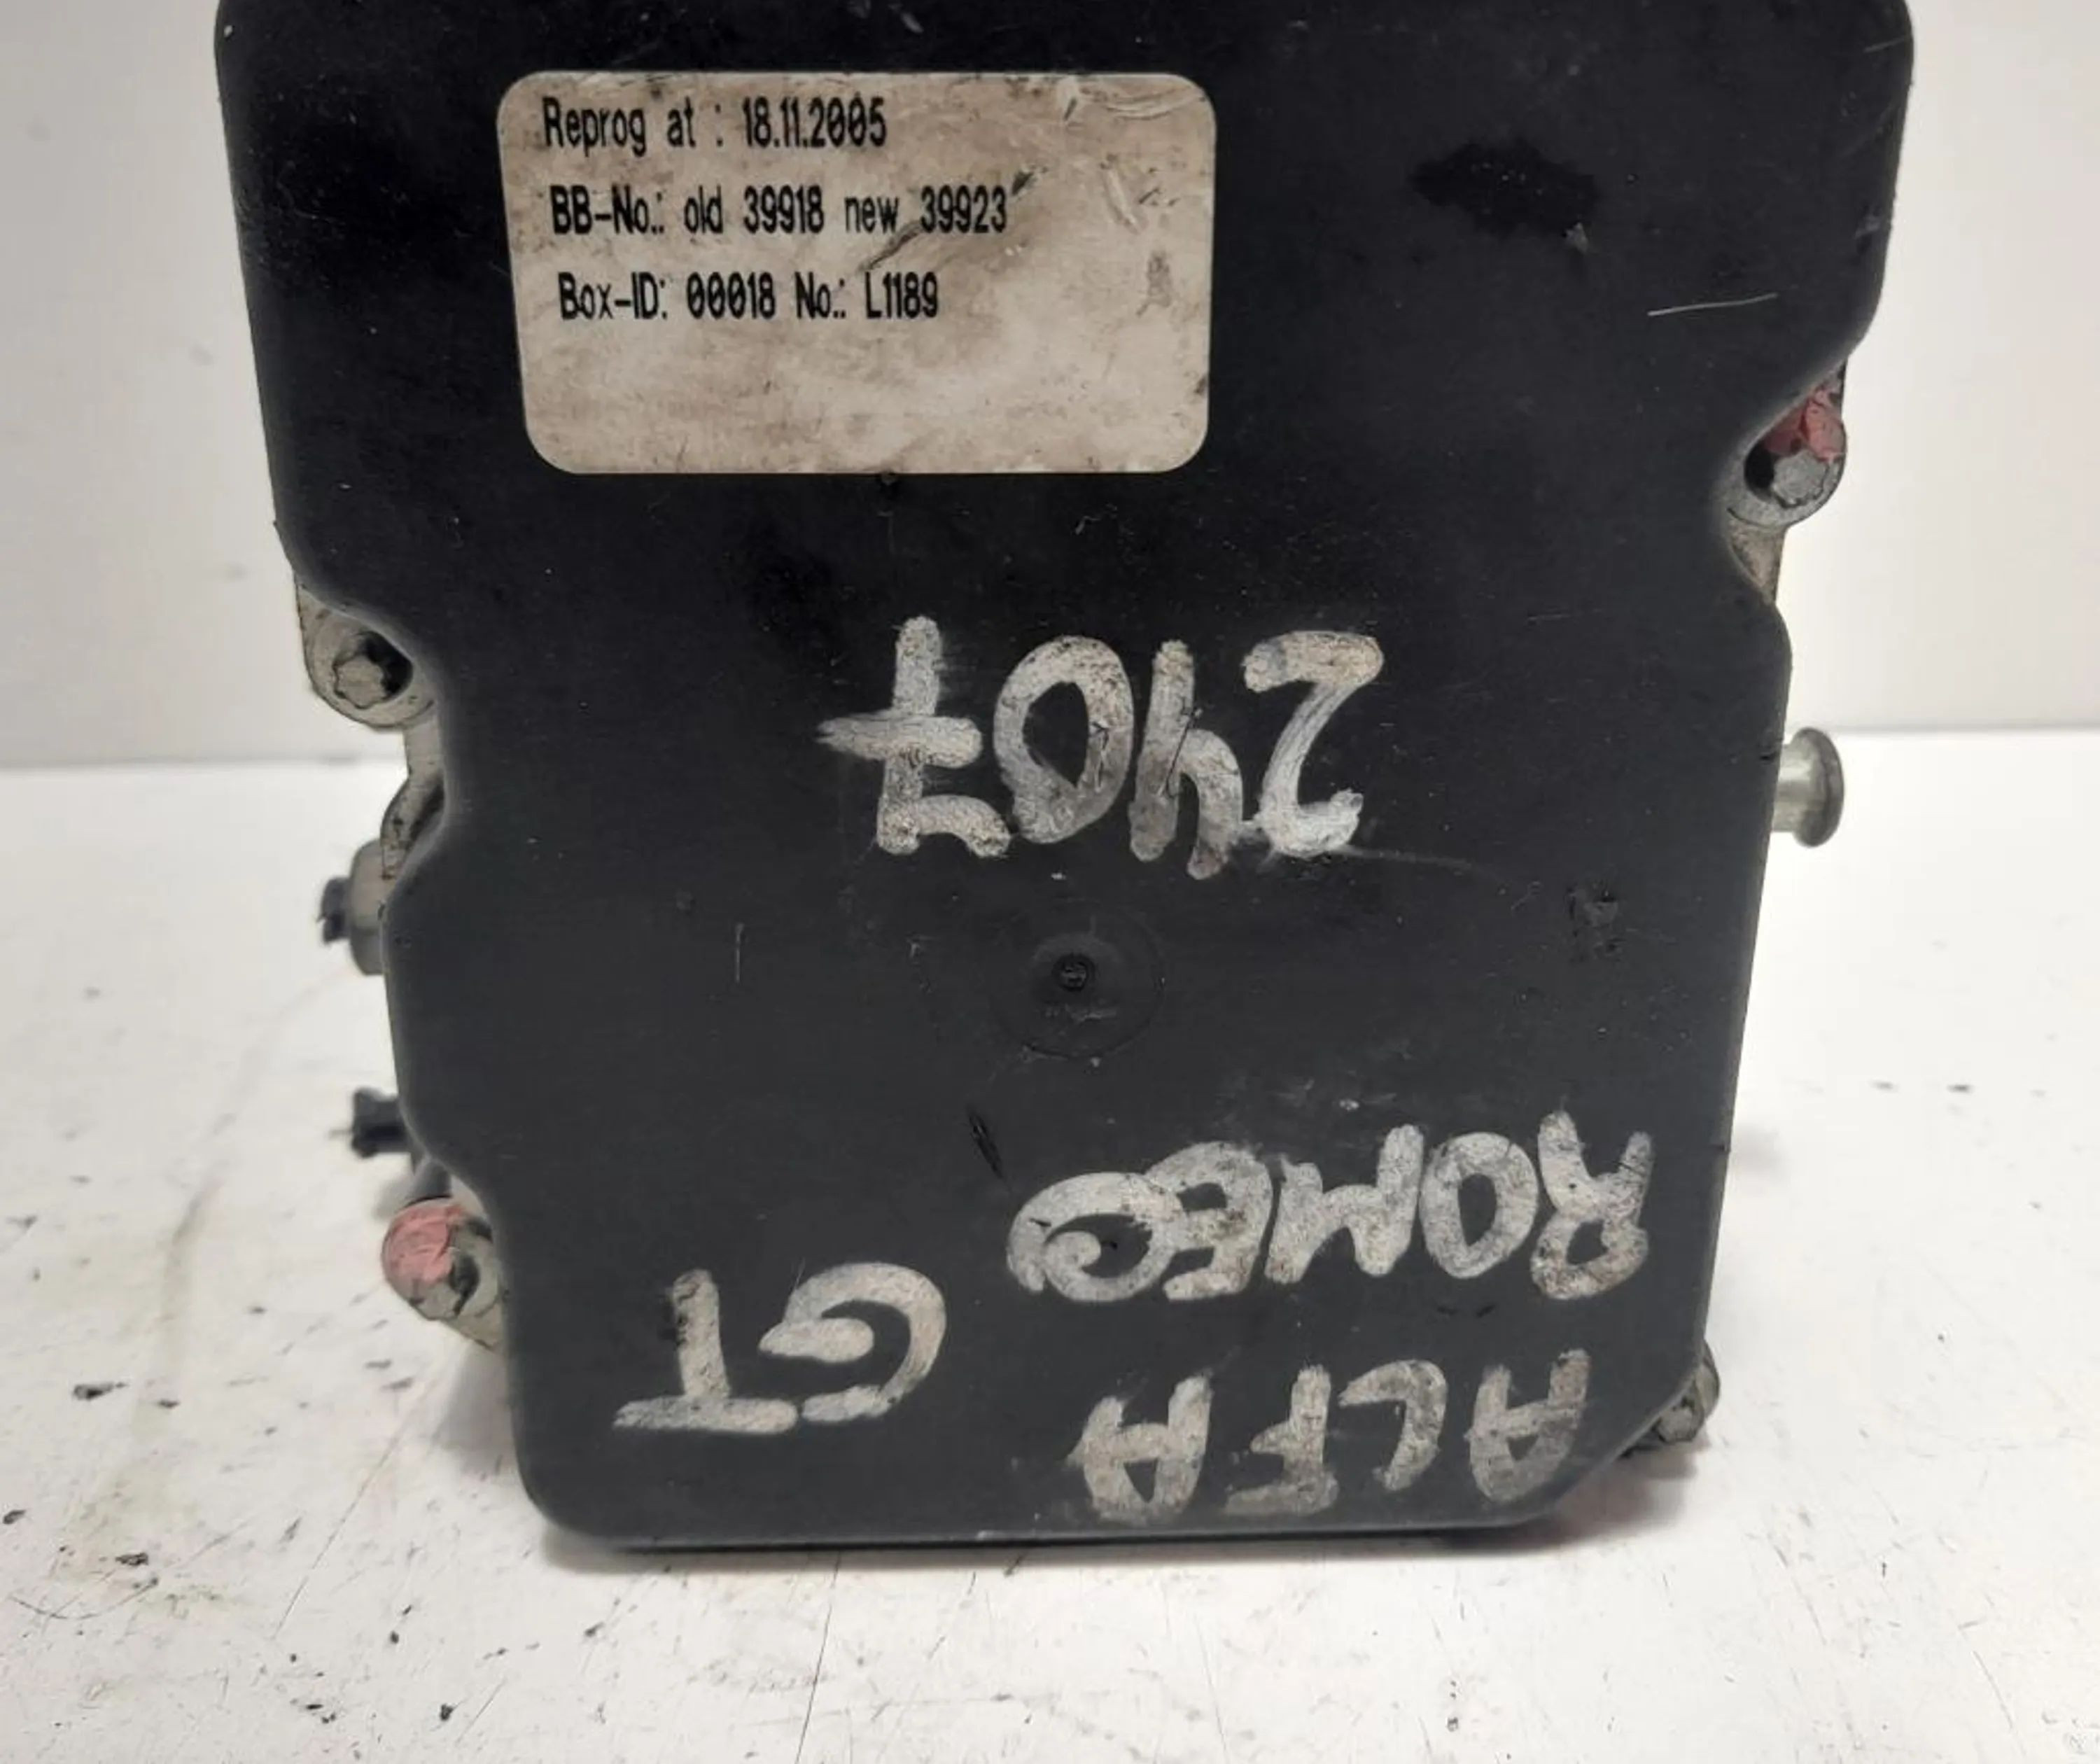 Reprog at : 18.11.2005
BB-No.: old 39918 new 39923
Box-ID: 00018 No.: L1189
2407
ALFA
ROMEO
GT